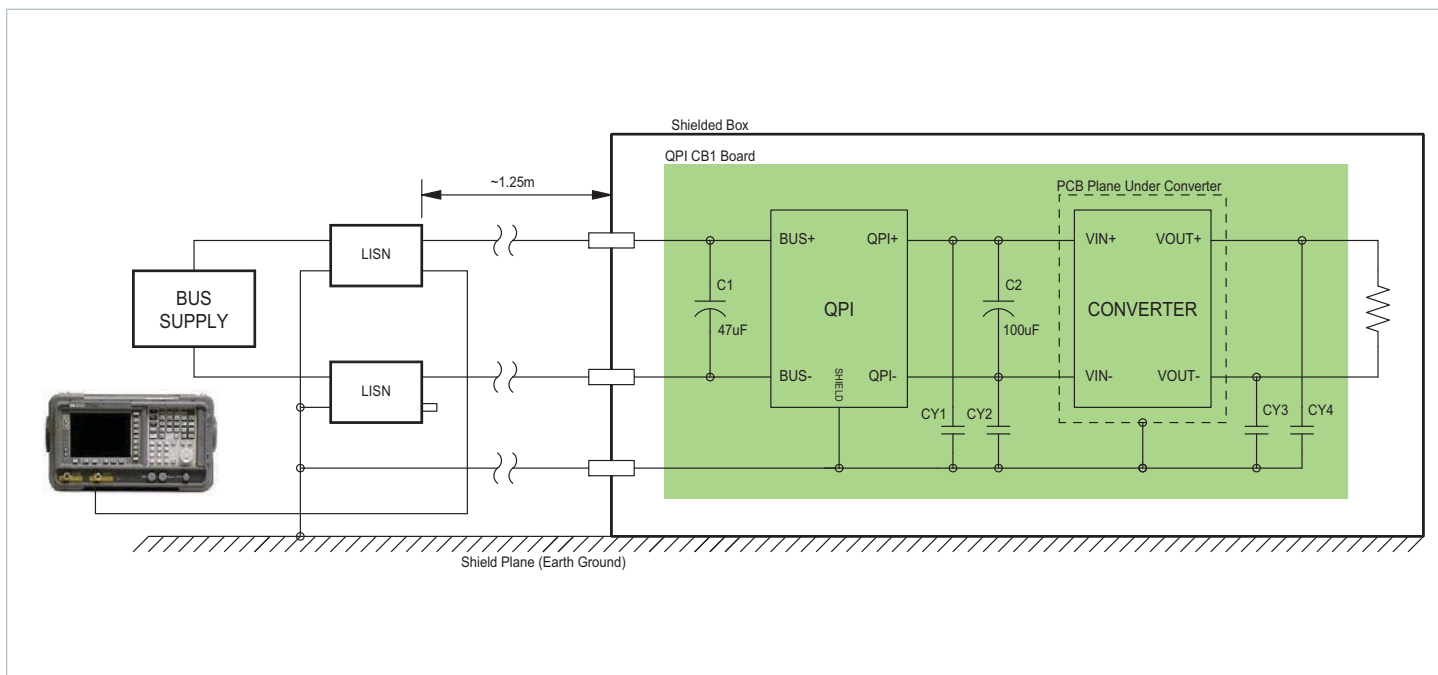 Shielded Box
QPI CB1 Board
~1.25m
PCB Plane Under Converter
LISN
BUS+
QPI+
VIN+
VOUT+
BUS
SUPPLY
C1
47uF
QPI
C2
100uF
CONVERTER
LISN
BUS-
SHIELD
QPI-
VIN-
VOUT-
CY1
CY2
CY3
CY4
Shield Plane (Earth Ground)